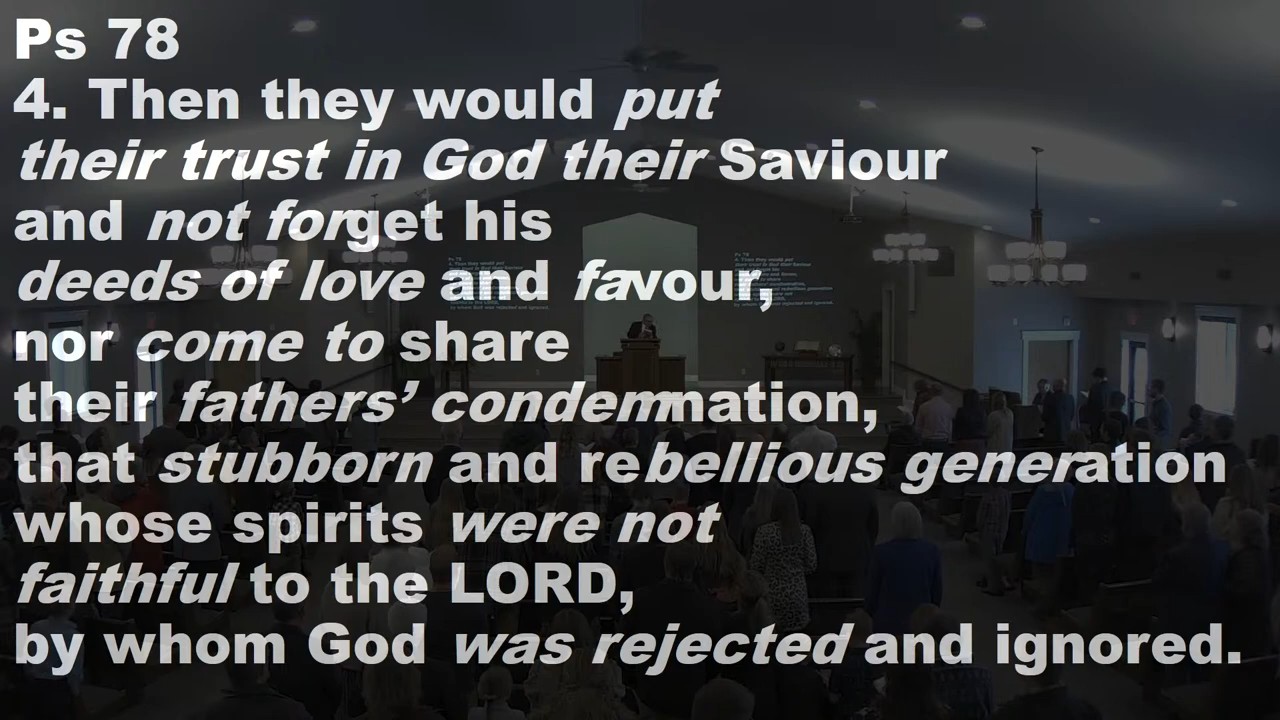 Ps 78
4. Then they would put
their trust in God their Saviour
and not forget his
deeds of love and favour,
nor come to share
their fathers’ condemnation,
that stubborn and rebellious generation
whose spirits were not
faithful to the LORD,
by whom God was rejected and ignored.